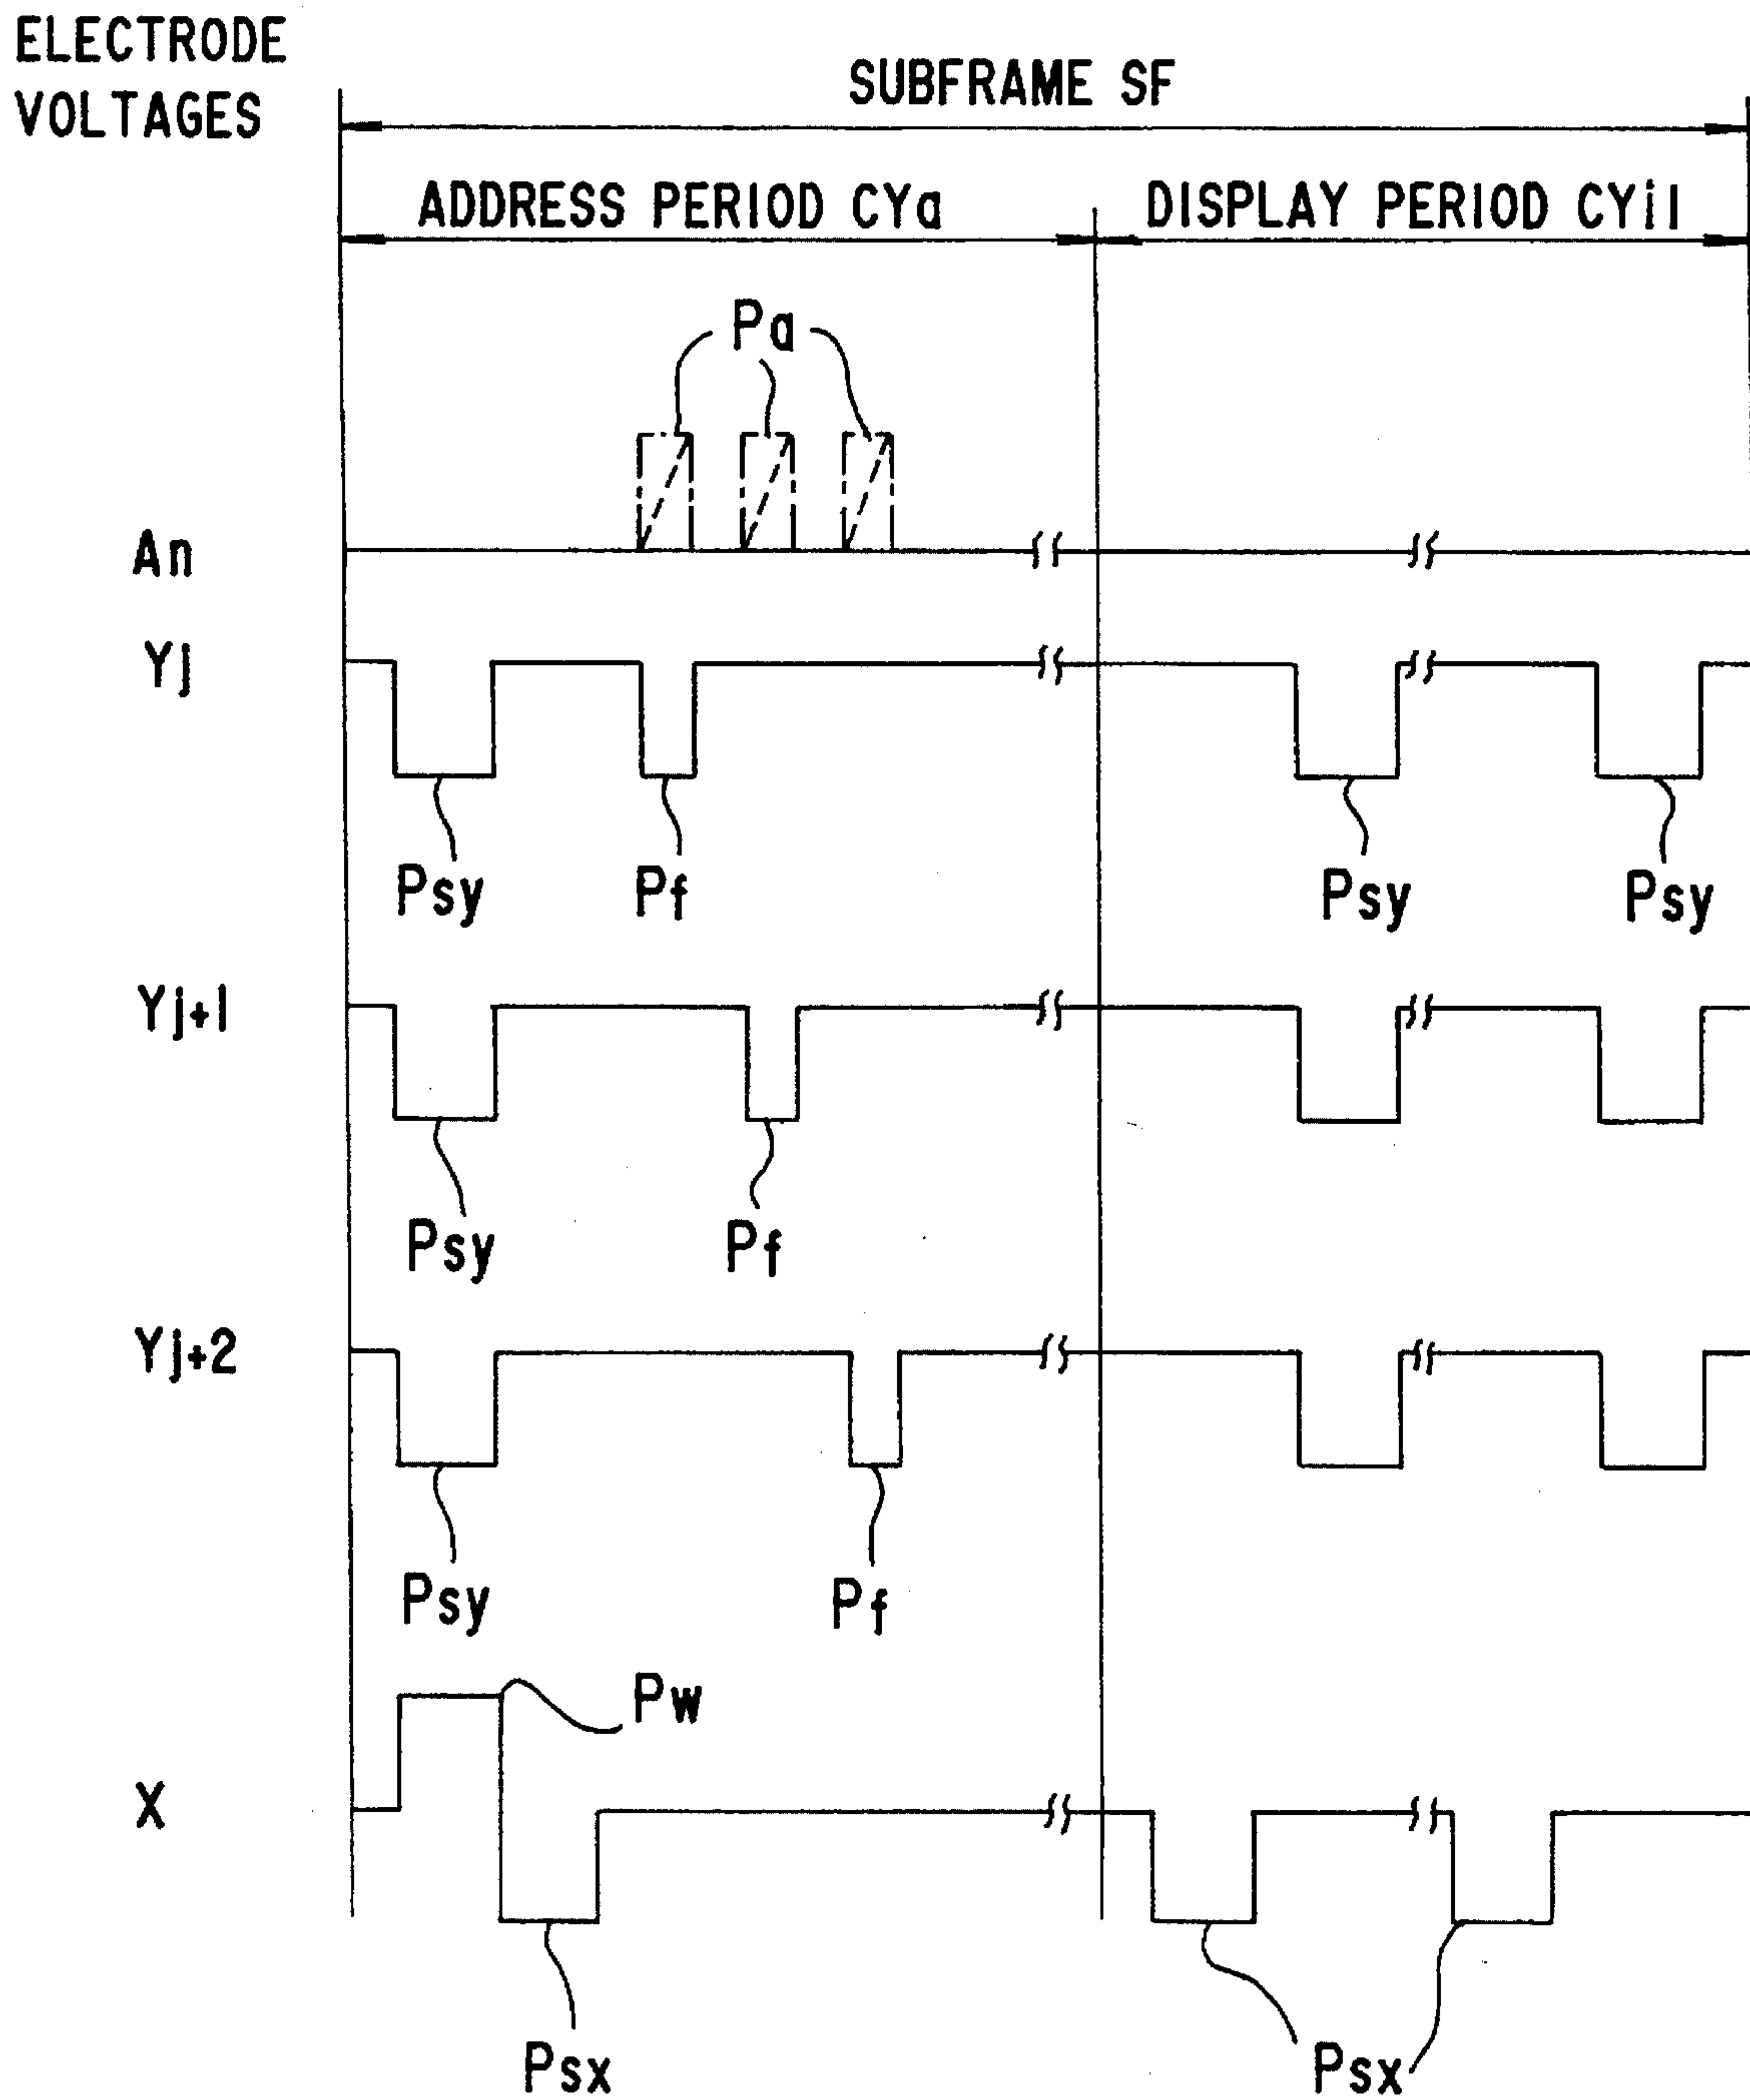 ELECTRODE
VOLTAGES
SUBFRAME SF
ADDRESS PERIOD CYa
DISPLAY PERIOD CYil
Pa
An
Yj
Psy
Pf
Psy
Psy
Yj+1
Psy
Pf
Yj+2
Psy
Pf
Pw
X
Psx
Psx